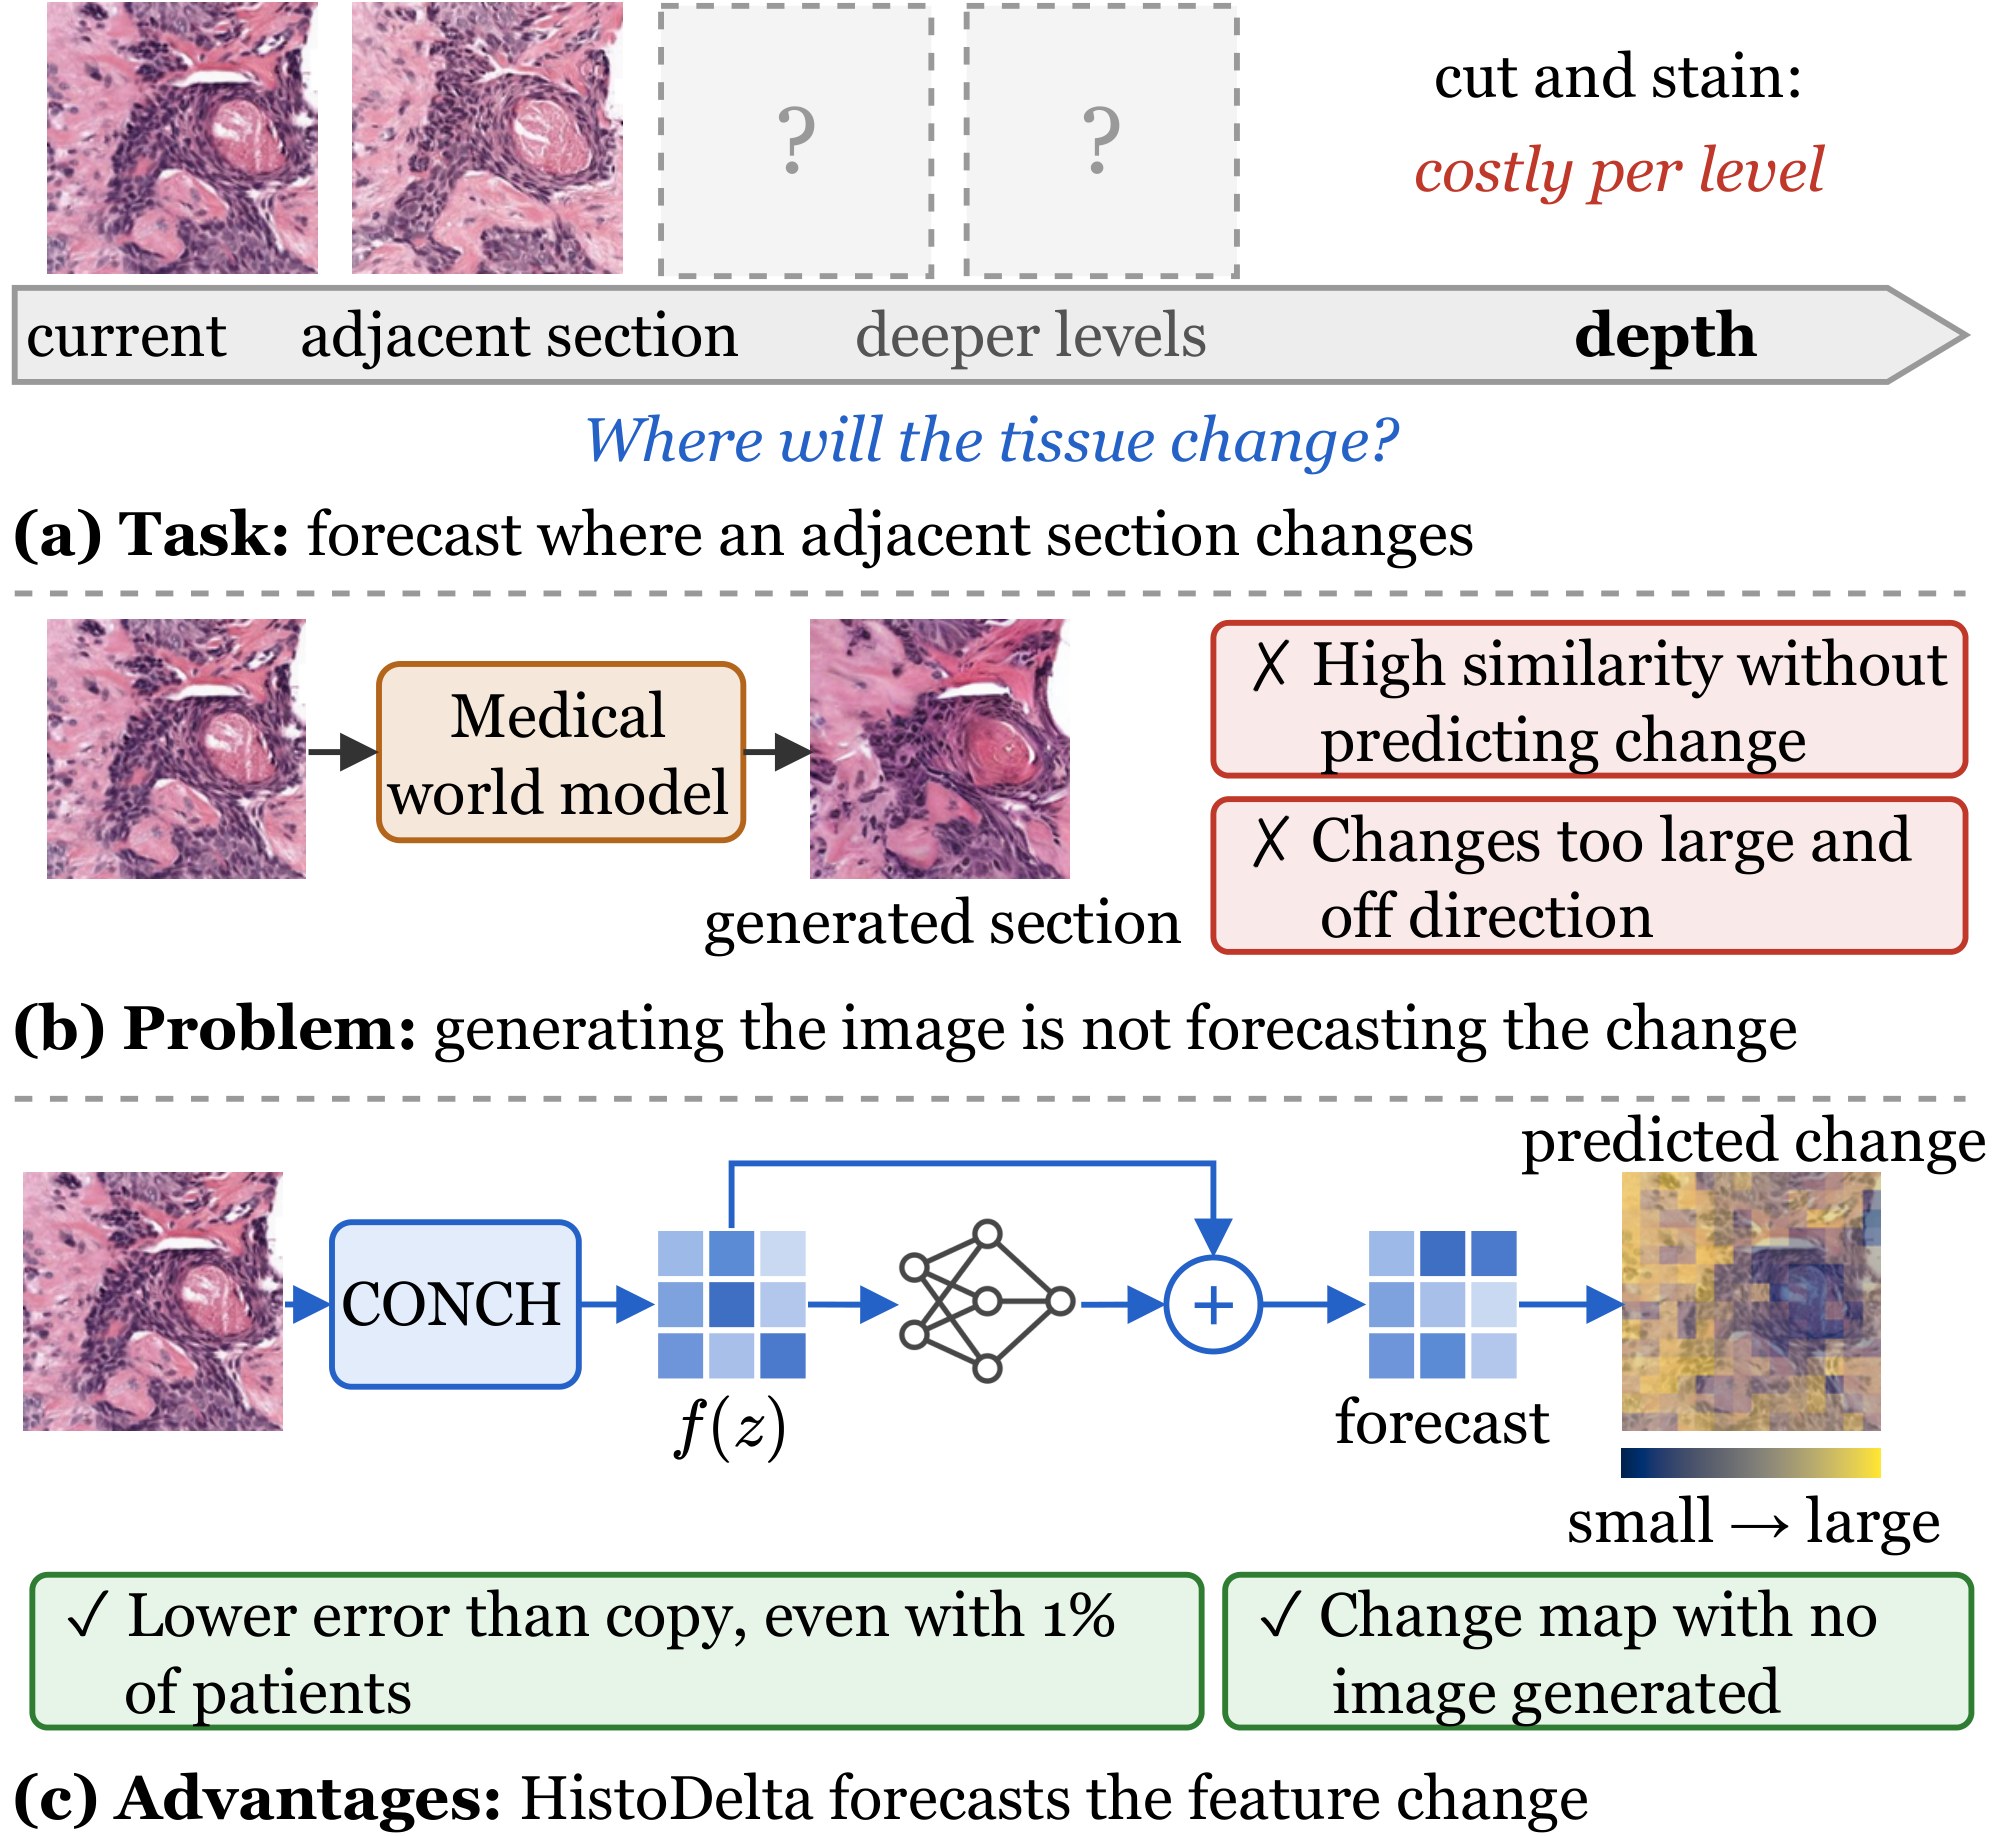 cut and stain:
costly per level
? ?
current adjacent section deeper levels depth
Where will the tissue change?
(a) Task: forecast where an adjacent section changes
Medical
world model
generated section
✗ High similarity without
predicting change
✗ Changes too large and
off direction
(b) Problem: generating the image is not forecasting the change
predicted change
CONCH
+
f(z)
forecast
small → large
✓ Lower error than copy, even with 1%
of patients
✓ Change map with no
image generated
(c) Advantages: HistoDelta forecasts the feature change